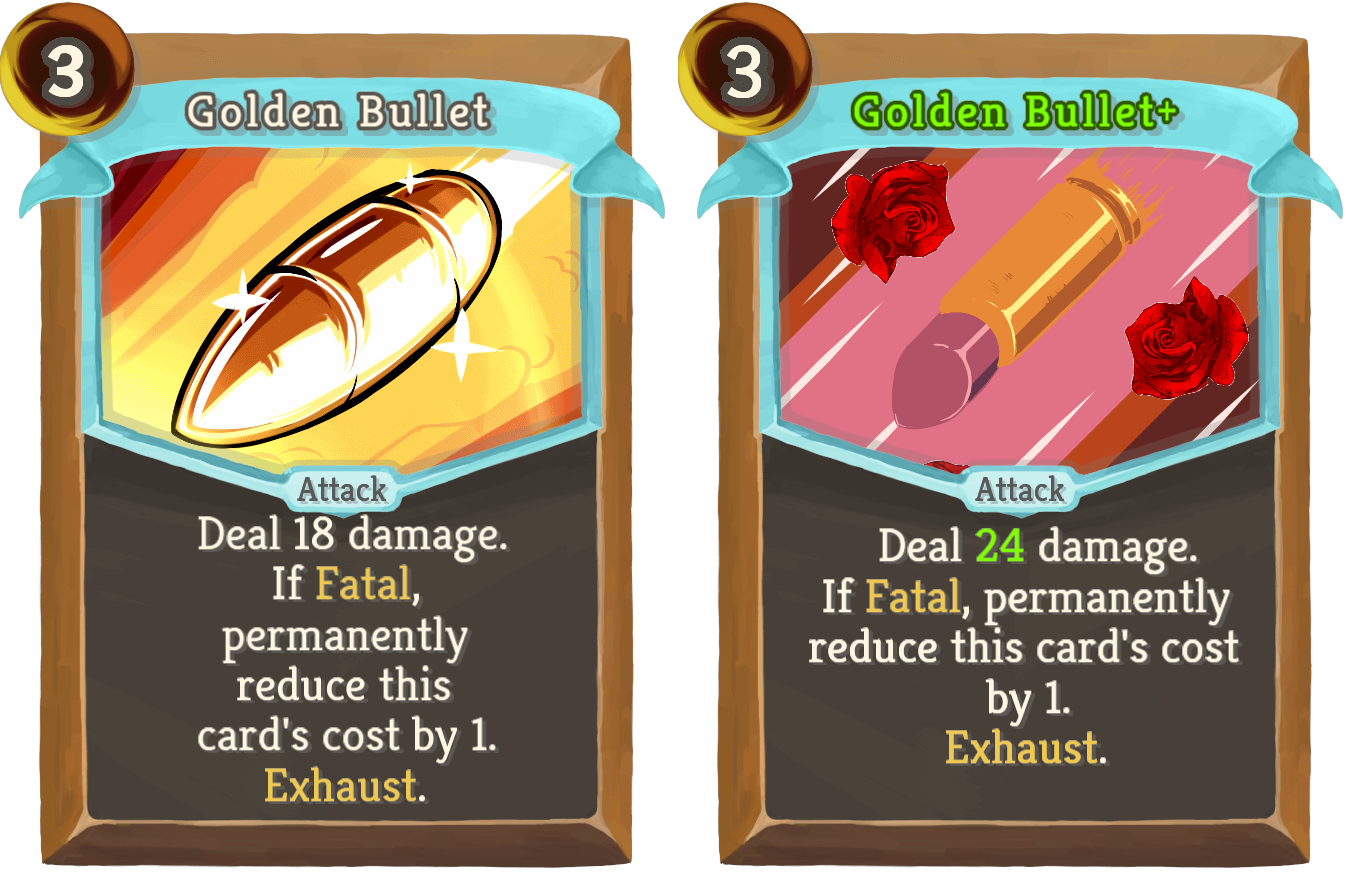 3
Golden Bullet
Attack
Deal 18 damage.
If Fatal,
permanently
reduce this
card's cost by 1.
Exhaust.
3
Golden Bullet+
Attack
Deal 24 damage.
If Fatal, permanently
reduce this card's cost
by 1.
Exhaust.